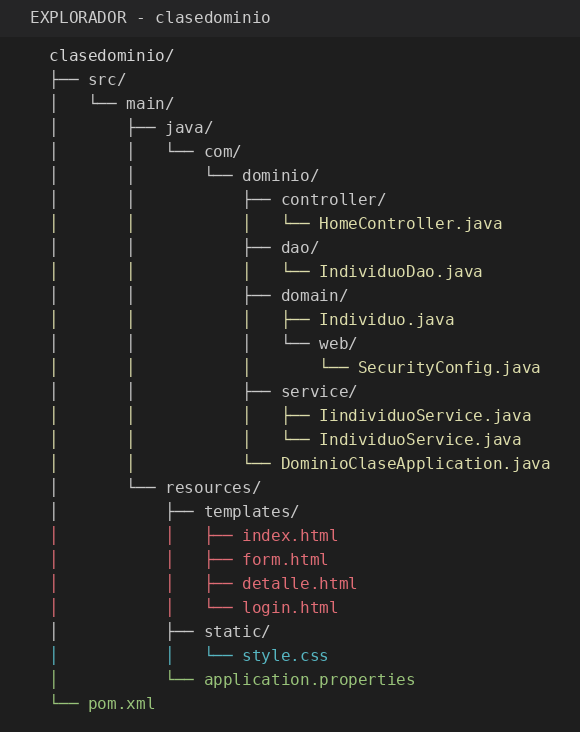 EXPLORADOR - clasedominio
clasedominio/
├── src/
│   └── main/
│       ├── java/
│       │   └── com/
│       │       └── dominio/
│       │           ├── controller/
│       │           │   └── HomeController.java
│       │           ├── dao/
│       │           │   └── IndividuoDao.java
│       │           ├── domain/
│       │           │   ├── Individuo.java
│       │           │   └── web/
│       │           │       └── SecurityConfig.java
│       │           ├── service/
│       │           │   ├── IindividuoService.java
│       │           │   └── IndividuoService.java
│       │           └── DominioClaseApplication.java
│       └── resources/
│           ├── templates/
│           │   ├── index.html
│           │   ├── form.html
│           │   ├── detalle.html
│           │   └── login.html
│           ├── static/
│           │   └── style.css
│           └── application.properties
└── pom.xml